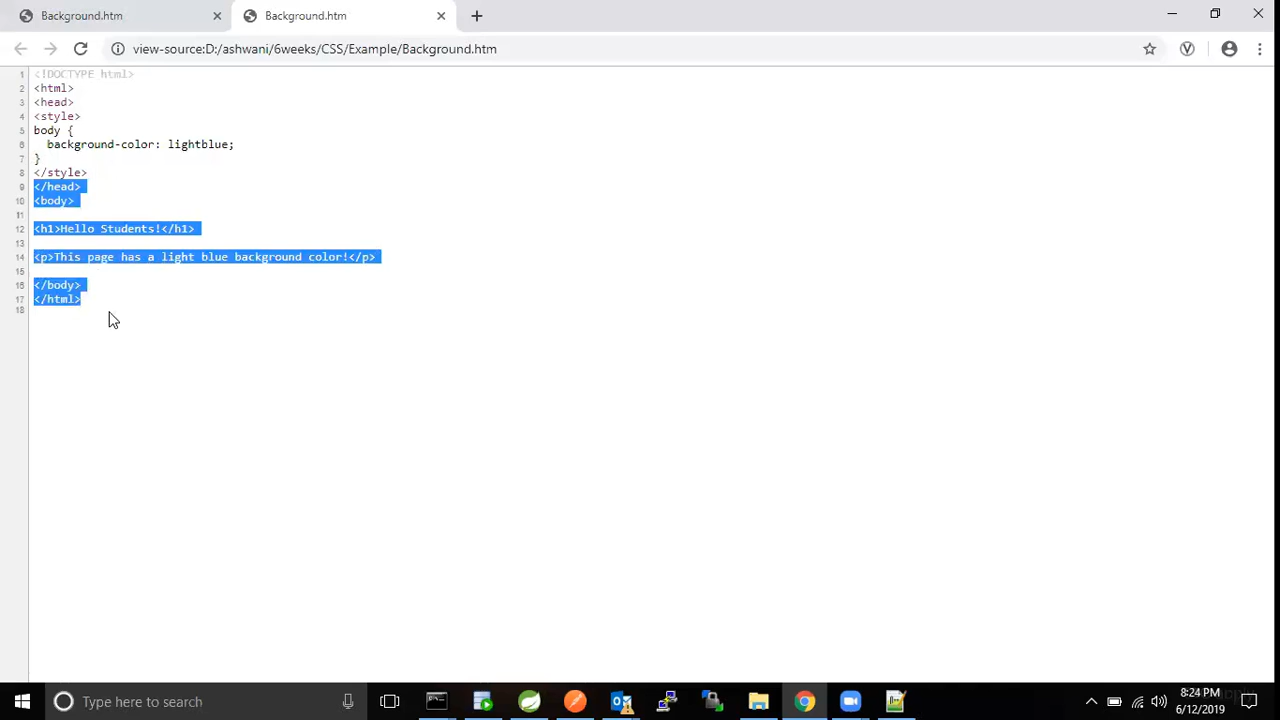 Background.htm
Background.htm
view-source:D:/ashwani/6weeks/CSS/Example/Background.htm
1 <!DOCTYPE html>
2 <html>
3 <head>
4 <style>
5 body {
6 background-color: lightblue;
7 }
8 </style>
9 </head>
10 <body>
11
12 <h1>Hello Students!</h1>
13
14 <p>This page has a light blue background color!</p>
15
16 </body>
17 </html>
18
Type here to search
8:24 PM
6/12/2019